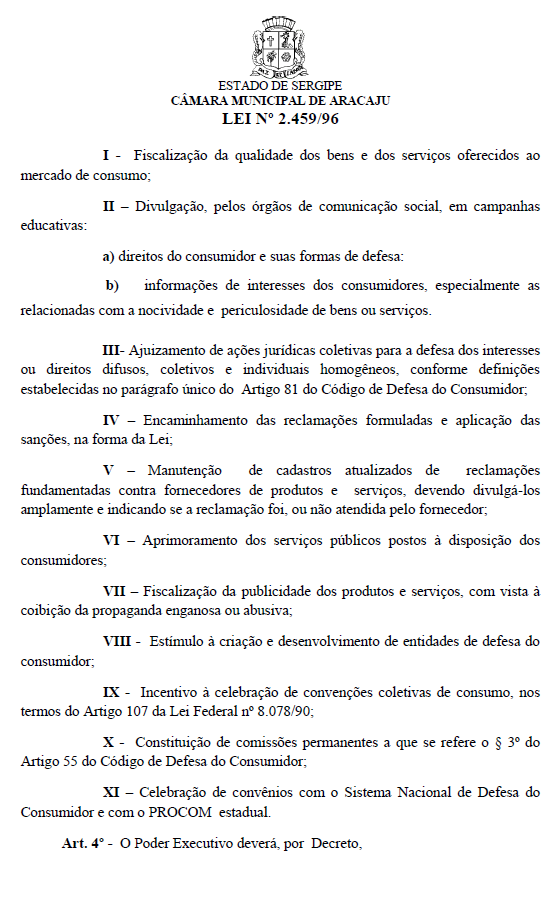 ESTADO DE SERGIPE
CÂMARA MUNICIPAL DE ARACAJU
LEI Nº 2.459/96
I - Fiscalização da qualidade dos bens e dos serviços oferecidos ao
mercado de consumo;
II – Divulgação, pelos órgãos de comunicação social, em campanhas
educativas:
a) direitos do consumidor e suas formas de defesa:
b) informações de interesses dos consumidores, especialmente as
relacionadas com a nocividade e periculosidade de bens ou serviços.
III- Ajuizamento de ações jurídicas coletivas para a defesa dos interesses
ou direitos difusos, coletivos e individuais homogêneos, conforme definições
estabelecidas no parágrafo único do Artigo 81 do Código de Defesa do Consumidor;
IV – Encaminhamento das reclamações formuladas e aplicação das
sanções, na forma da Lei;
V – Manutenção de cadastros atualizados de reclamações
fundamentadas contra fornecedores de produtos e serviços, devendo divulgá-los
amplamente e indicando se a reclamação foi, ou não atendida pelo fornecedor;
VI – Aprimoramento dos serviços públicos postos à disposição dos
consumidores;
VII – Fiscalização da publicidade dos produtos e serviços, com vista à
coibição da propaganda enganosa ou abusiva;
VIII - Estímulo à criação e desenvolvimento de entidades de defesa do
consumidor;
IX - Incentivo à celebração de convenções coletivas de consumo, nos
termos do Artigo 107 da Lei Federal nº 8.078/90;
X - Constituição de comissões permanentes a que se refere o § 3º do
Artigo 55 do Código de Defesa do Consumidor;
XI – Celebração de convênios com o Sistema Nacional de Defesa do
Consumidor e com o PROCOM estadual.
Art. 4º - O Poder Executivo deverá, por Decreto,